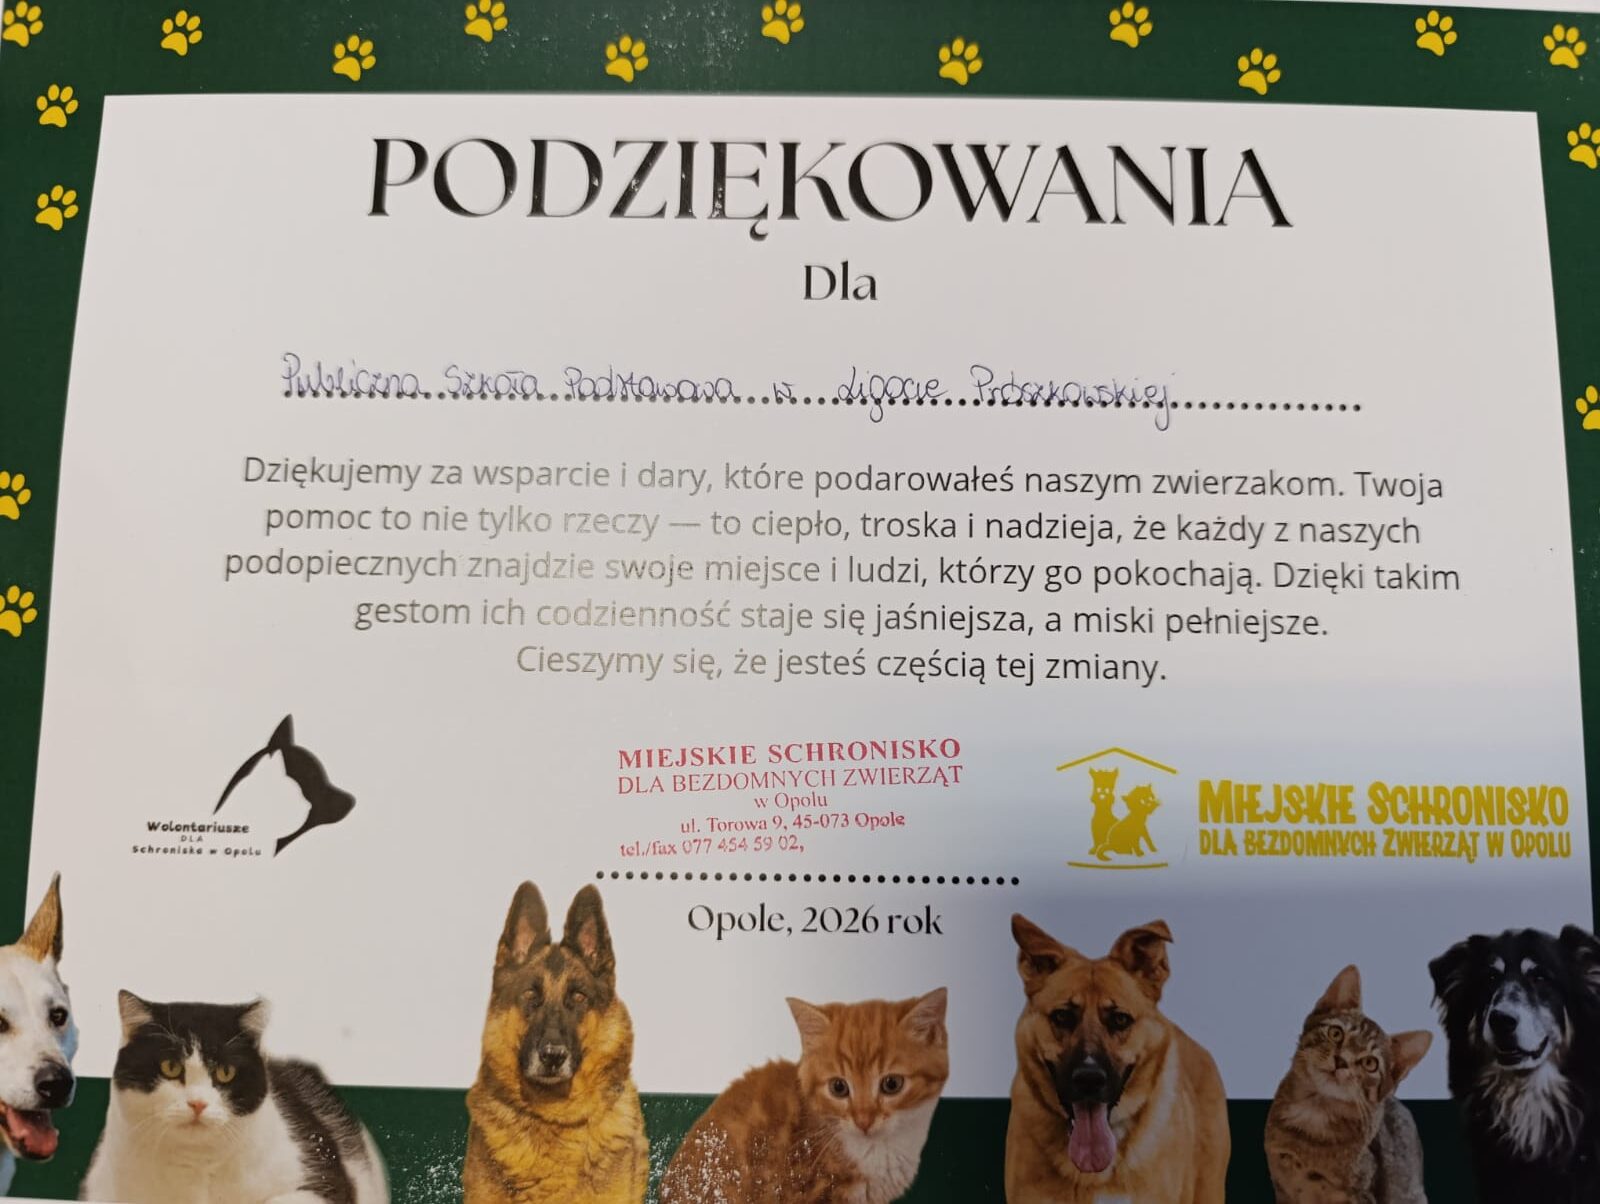 PODZIĘKOWANIA
Dla
Publiczna Szkoła Podstawowa w Ligocie Prószkowskiej
Dziękujemy za wsparcie i dary, które podarowałeś naszym zwierzakom. Twoja
pomoc to nie tylko rzeczy — to ciepło, troska i nadzieja, że każdy z naszych
podopiecznych znajdzie swoje miejsce i ludzi, którzy go pokochają. Dzięki takim
gestom ich codzienność staje się jaśniejsza, a miski pełniejsze.
Cieszymy się, że jesteś częścią tej zmiany.
Wolontariusze
DLA
Schroniska w Opolu
MIEJSKIE SCHRONISKO
DLA BEZDOMNYCH ZWIERZĄT
w Opolu
ul. Torowa 9, 45-073 Opole
tel./fax 077 454 59 02,
MIEJSKIE SCHRONISKO
DLA BEZDOMNYCH ZWIERZĄT W OPOLU
Opole, 2026 rok